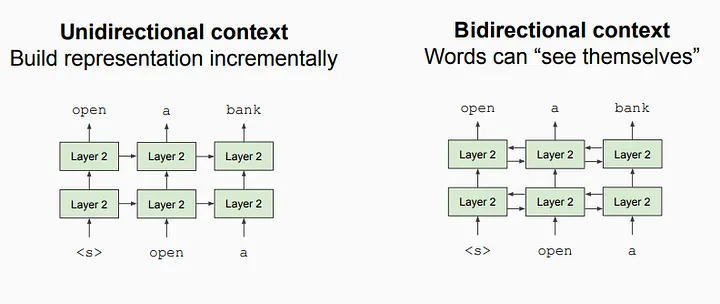 Unidirectional context
Build representation incrementally
open a bank
Layer 2 Layer 2 Layer 2
Layer 2 Layer 2 Layer 2
<s> open a
Bidirectional context
Words can “see themselves”
open a bank
Layer 2 Layer 2 Layer 2
Layer 2 Layer 2 Layer 2
<s> open a